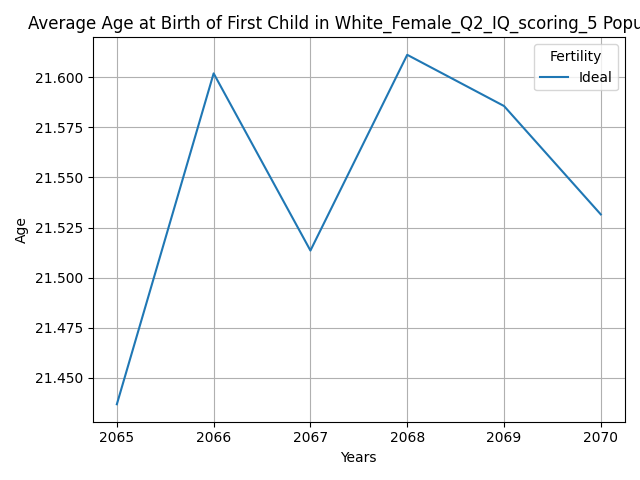 Average Age at Birth of First Child in White_Female_Q2_IQ_scoring_5 Popu
Fertility
Ideal
21.600
21.575
21.550
21.525
21.500
21.475
21.450
Age
2065 2066 2067 2068 2069 2070
Years